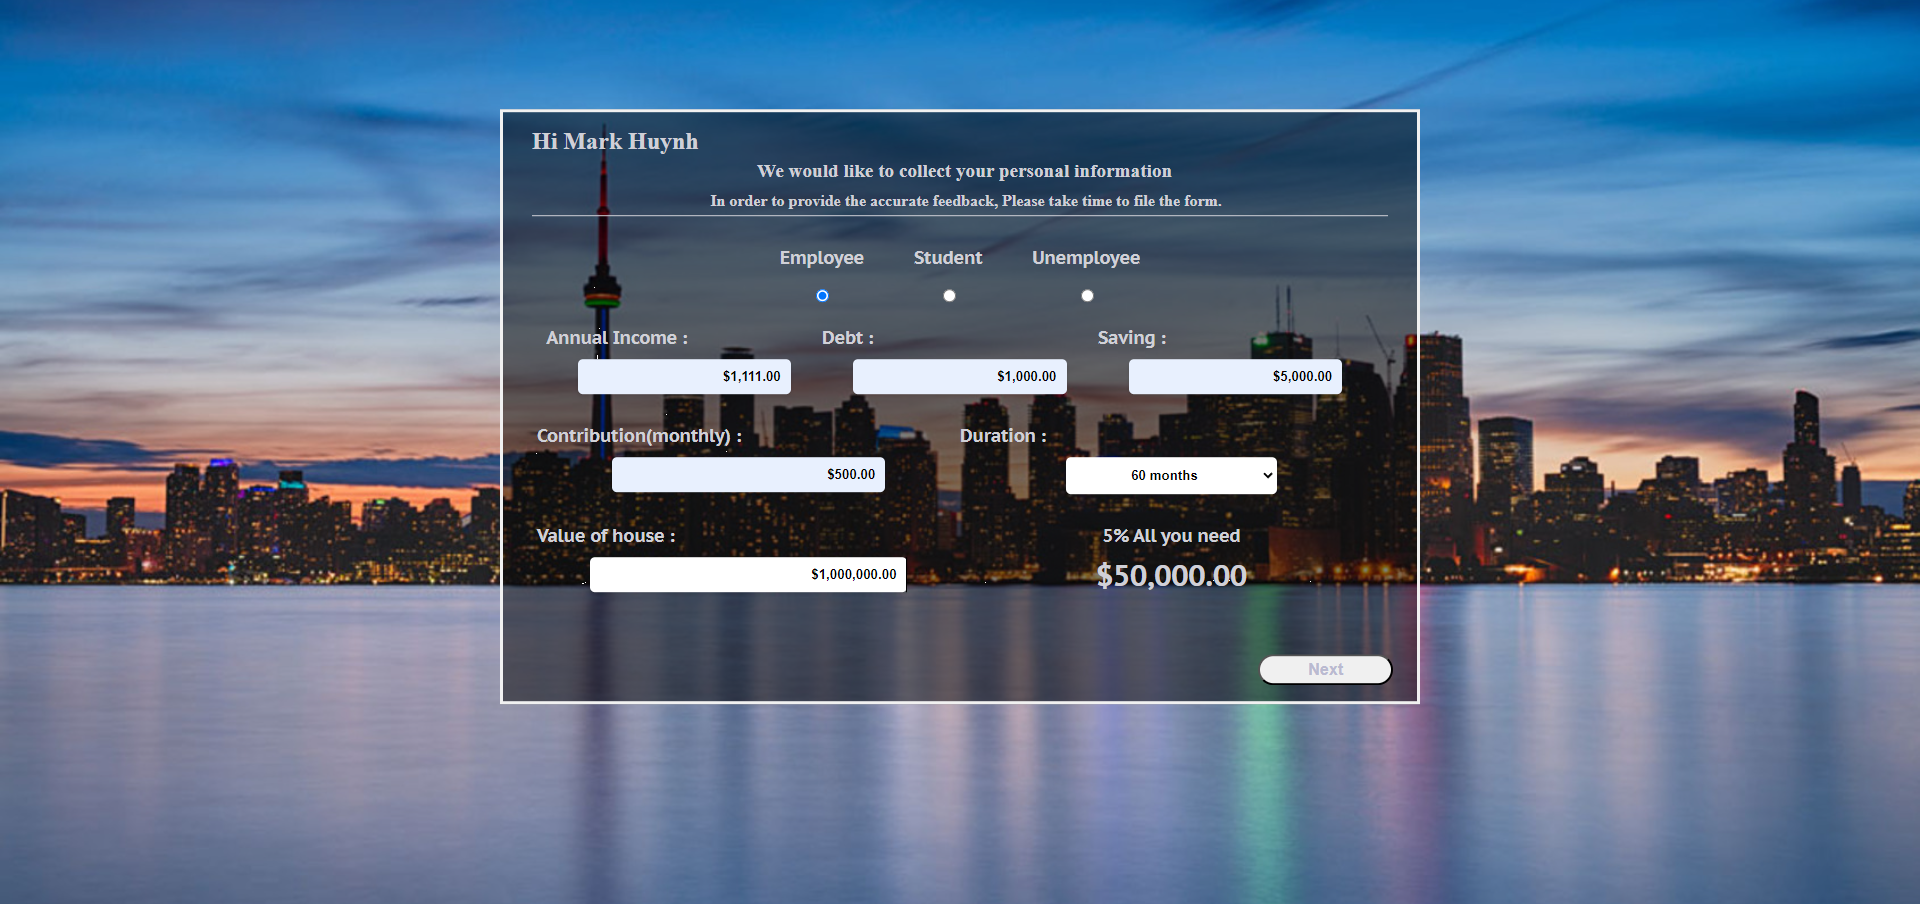 Hi Mark Huynh
We would like to collect your personal information
In order to provide the accurate feedback, Please take time to file the form.
Employee Student Unemployee
Annual Income : Debt : Saving :
$1,111.00 $1,000.00 $5,000.00
Contribution(monthly) : Duration :
$500.00 60 months
Value of house : 5% All you need
$1,000,000.00 $50,000.00
Next